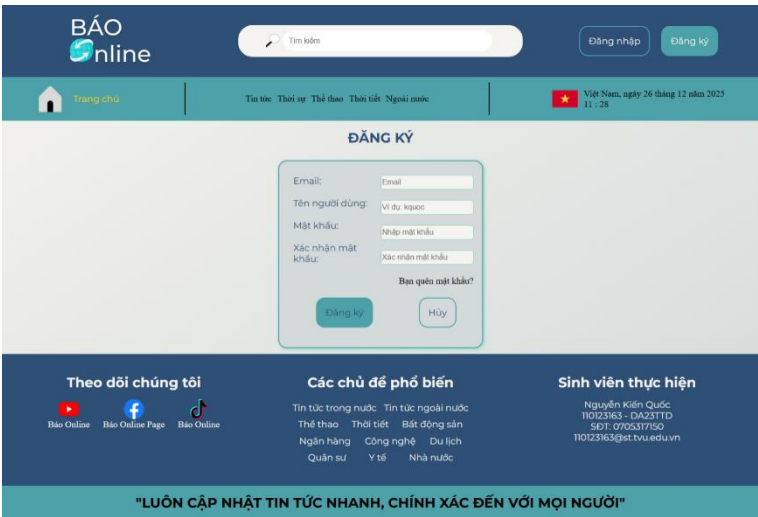 BÁO
Online
Tìm kiếm
Đăng nhập
Đăng ký
Trang chủ
Tin tức Thời sự Thể thao Thời tiết Ngoài nước
Việt Nam, ngày 26 tháng 12 năm 2025
11 : 28
ĐĂNG KÝ
Email:
Email
Tên người dùng:
Ví dụ: kquoc
Mật khẩu:
Nhập mật khẩu
Xác nhận mật
khẩu:
Xác nhận mật khẩu
Bạn quên mật khẩu?
Đăng ký
Hủy
Theo dõi chúng tôi
Báo Online
Báo Online Page
Báo Online
Các chủ đề phổ biến
Tin tức trong nước Tin tức ngoài nước
Thể thao Thời tiết Bất động sản
Ngân hàng Công nghệ Du lịch
Quân sự Y tế Nhà nước
Sinh viên thực hiện
Nguyễn Kiến Quốc
110123163 - DA23TTD
SĐT: 0705317150
110123163@st.tvu.edu.vn
"LUÔN CẬP NHẬT TIN TỨC NHANH, CHÍNH XÁC ĐẾN VỚI MỌI NGƯỜI"